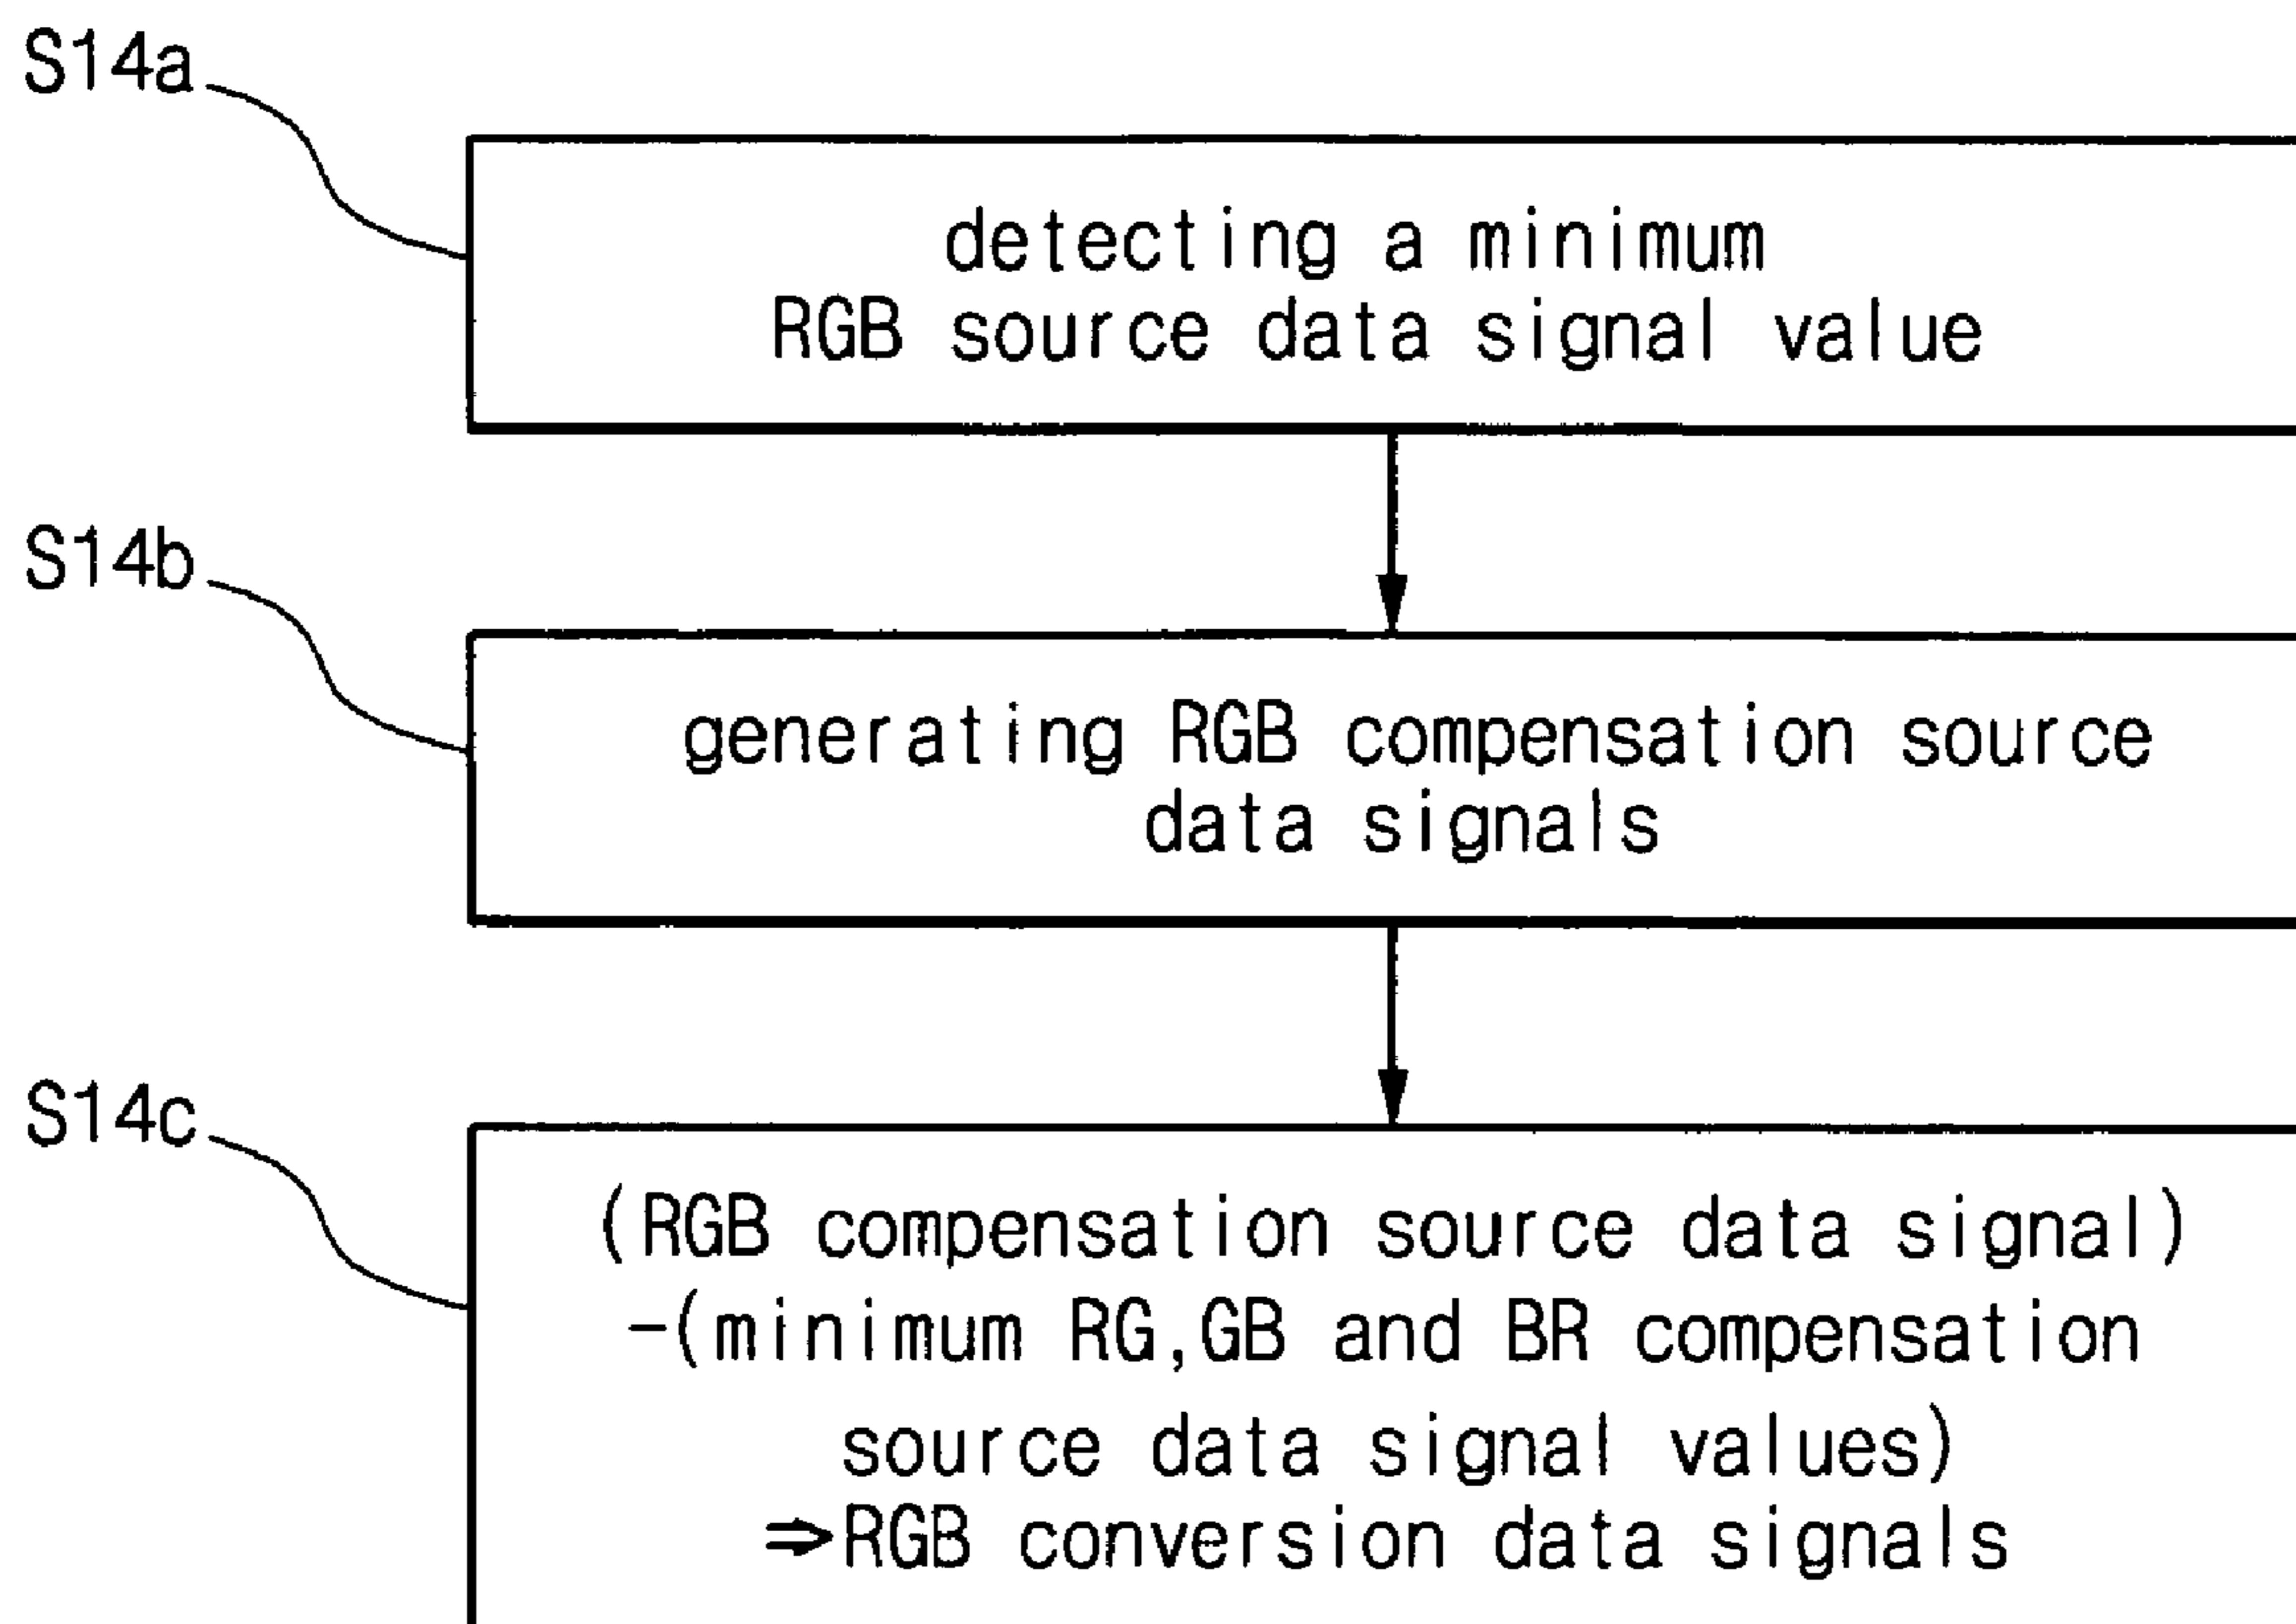 S14a
detecting a minimum
RGB source data signal value
S14b
generating RGB compensation source
data signals
S14c
(RGB compensation source data signal)
-(minimum RG,GB and BR compensation
source data signal values)
⇒RGB conversion data signals